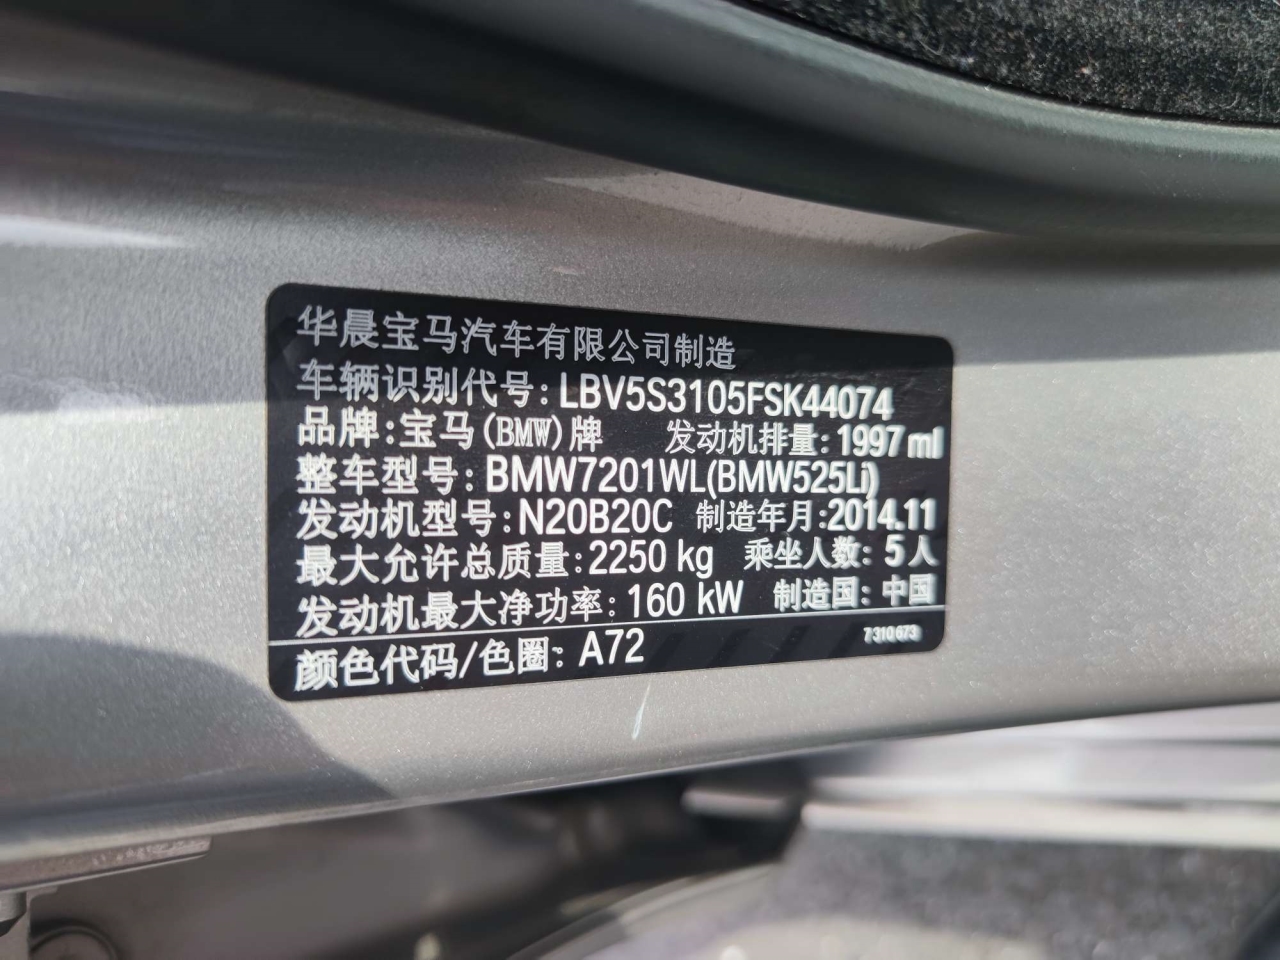 华晨宝马汽车有限公司制造
车辆识别代号:LBV5S3105FSK44074
品牌:宝马(BMW)牌 发动机排量:1997 ml
整车型号:BMW7201WL(BMW525Li)
发动机型号:N20B20C 制造年月:2014.11
最大允许总质量:2250 kg 乘坐人数:5人
发动机最大净功率:160 kW 制造国:中国
颜色代码/色圈:A72 7310673